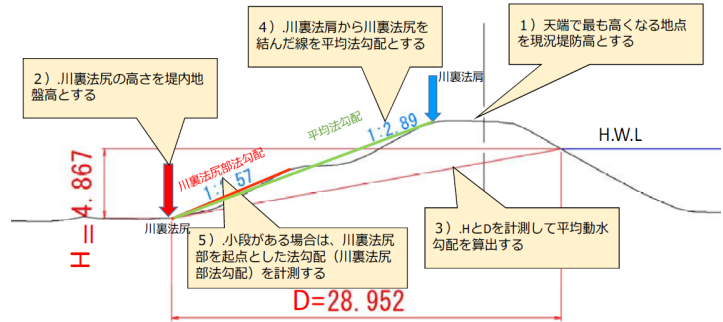 4）.川裏法肩から川裏法尻を
結んだ線を平均法勾配とする
1）天端で最も高くなる地点
を現況堤防高とする
2）.川裏法尻の高さを堤内地
盤高とする
川裏法肩
平均法勾配
1:2.89
H.W.L
川裏法尻部法勾配
57
H=4.867
川裏法尻
3）.HとDを計測して平均動水
勾配を算出する
5）.小段がある場合は、川裏法尻
部を起点とした法勾配（川裏法尻
部法勾配）を計測する
D=28.952